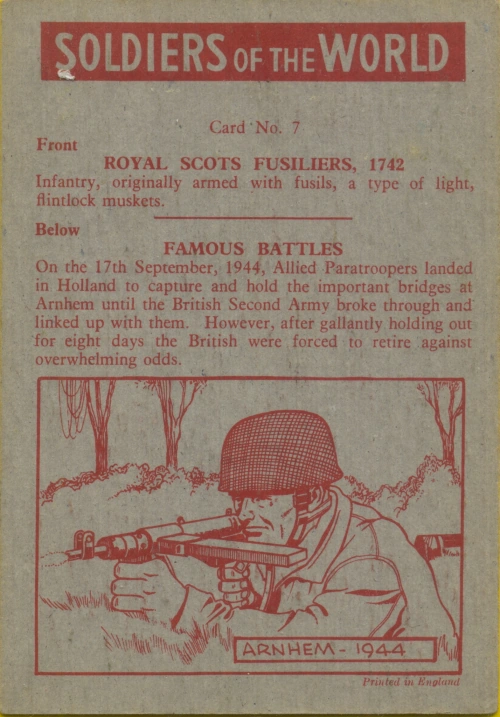 SOLDIERS OF THE WORLD
Card No. 7
Front
ROYAL SCOTS FUSILIERS, 1742
Infantry, originally armed with fusils, a type of light,
flintlock muskets.
Below
FAMOUS BATTLES
On the 17th September, 1944, Allied Paratroopers landed
in Holland to capture and hold the important bridges at
Arnhem until the British Second Army broke through and
linked up with them. However, after gallantly holding out
for eight days the British were forced to retire against
overwhelming odds.
ARNHEM - 1944
Printed in England